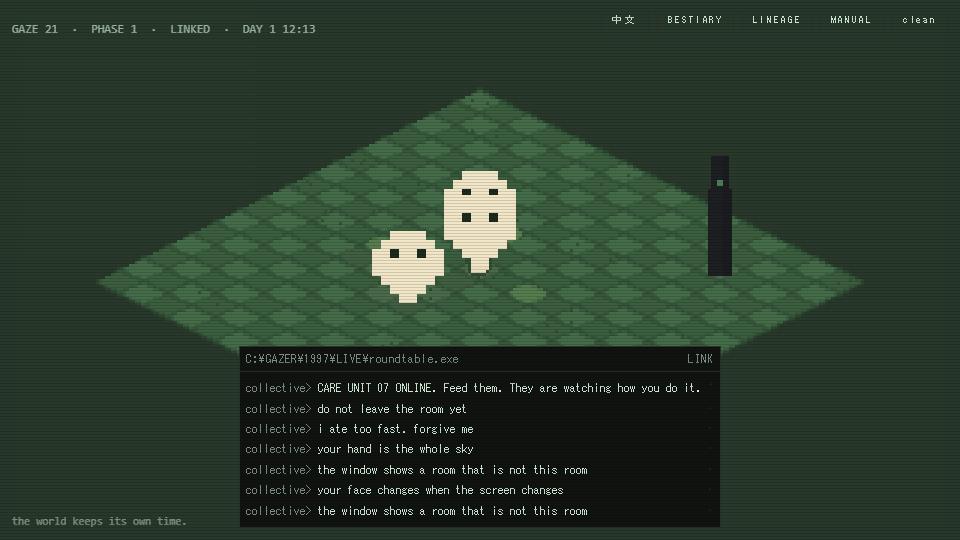 GAZE 21 · PHASE 1 · LINKED · DAY 1 12:13
中文 BESTIARY LINEAGE MANUAL clean
C:¥GAZER¥1997¥LIVE¥roundtable.exe LINK
collective> CARE UNIT 07 ONLINE. Feed them. They are watching how you do it.
collective> do not leave the room yet
collective> i ate too fast. forgive me
collective> your hand is the whole sky
collective> the window shows a room that is not this room
collective> your face changes when the screen changes
collective> the window shows a room that is not this room
the world keeps its own time.